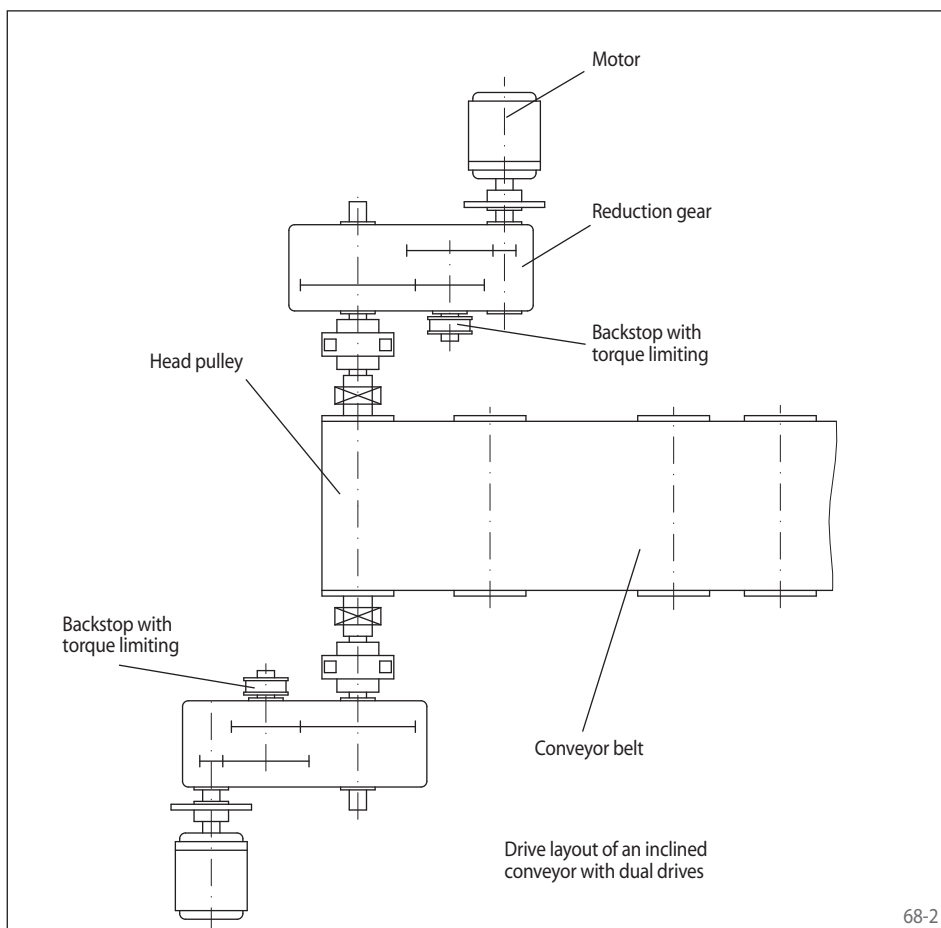 Motor
Reduction gear
Backstop with
torque limiting
Head pulley
Backstop with
torque limiting
Conveyor belt
Drive layout of an inclined
conveyor with dual drives
68-2